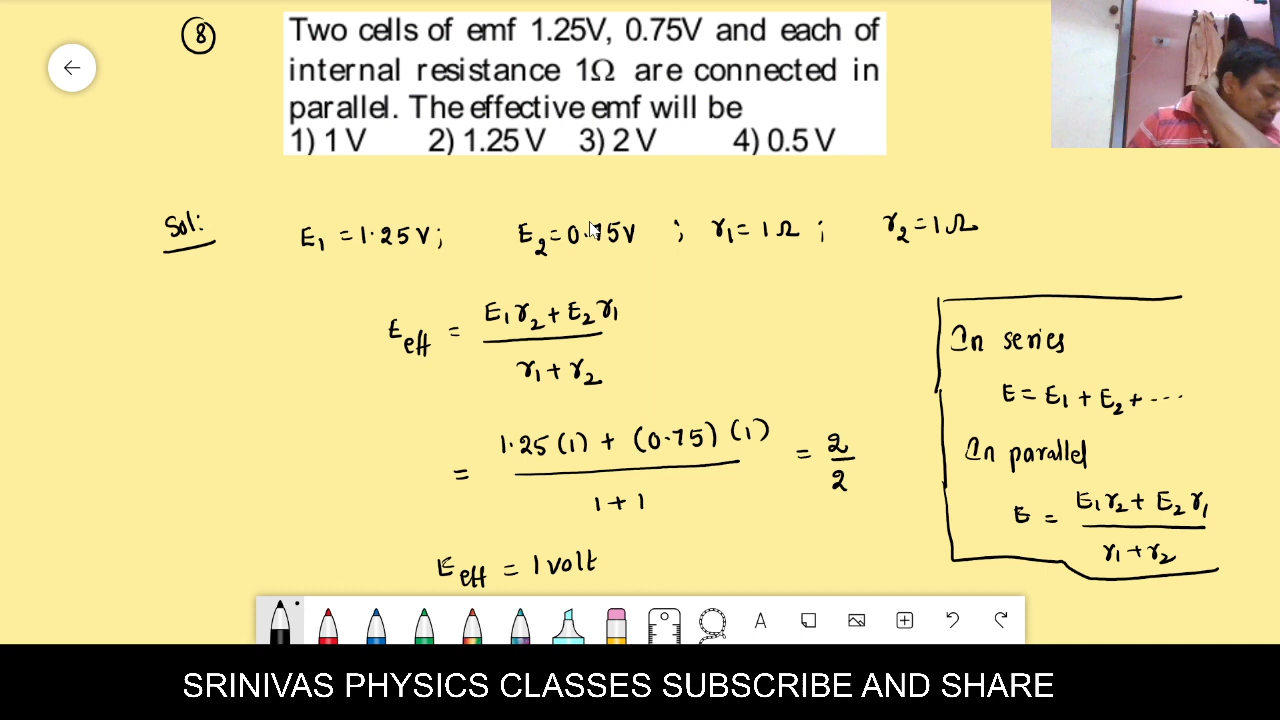 8
Two cells of emf 1.25V, 0.75V and each of
internal resistance 1Ω are connected in
parallel. The effective emf will be
1) 1 V 2) 1.25 V 3) 2 V 4) 0.5 V
Sol: E₁ = 1.25V; E₂ = 0.75V ; r₁ = 1Ω ; r₂ = 1Ω
E_eff = (E₁r₂ + E₂r₁) / (r₁ + r₂)
= (1.25(1) + (0.75)(1)) / (1 + 1) = 2/2
E_eff = 1 volt
In series
E = E₁ + E₂ + ....
In parallel
E = (E₁r₂ + E₂r₁) / (r₁ + r₂)
A
SRINIVAS PHYSICS CLASSES SUBSCRIBE AND SHARE